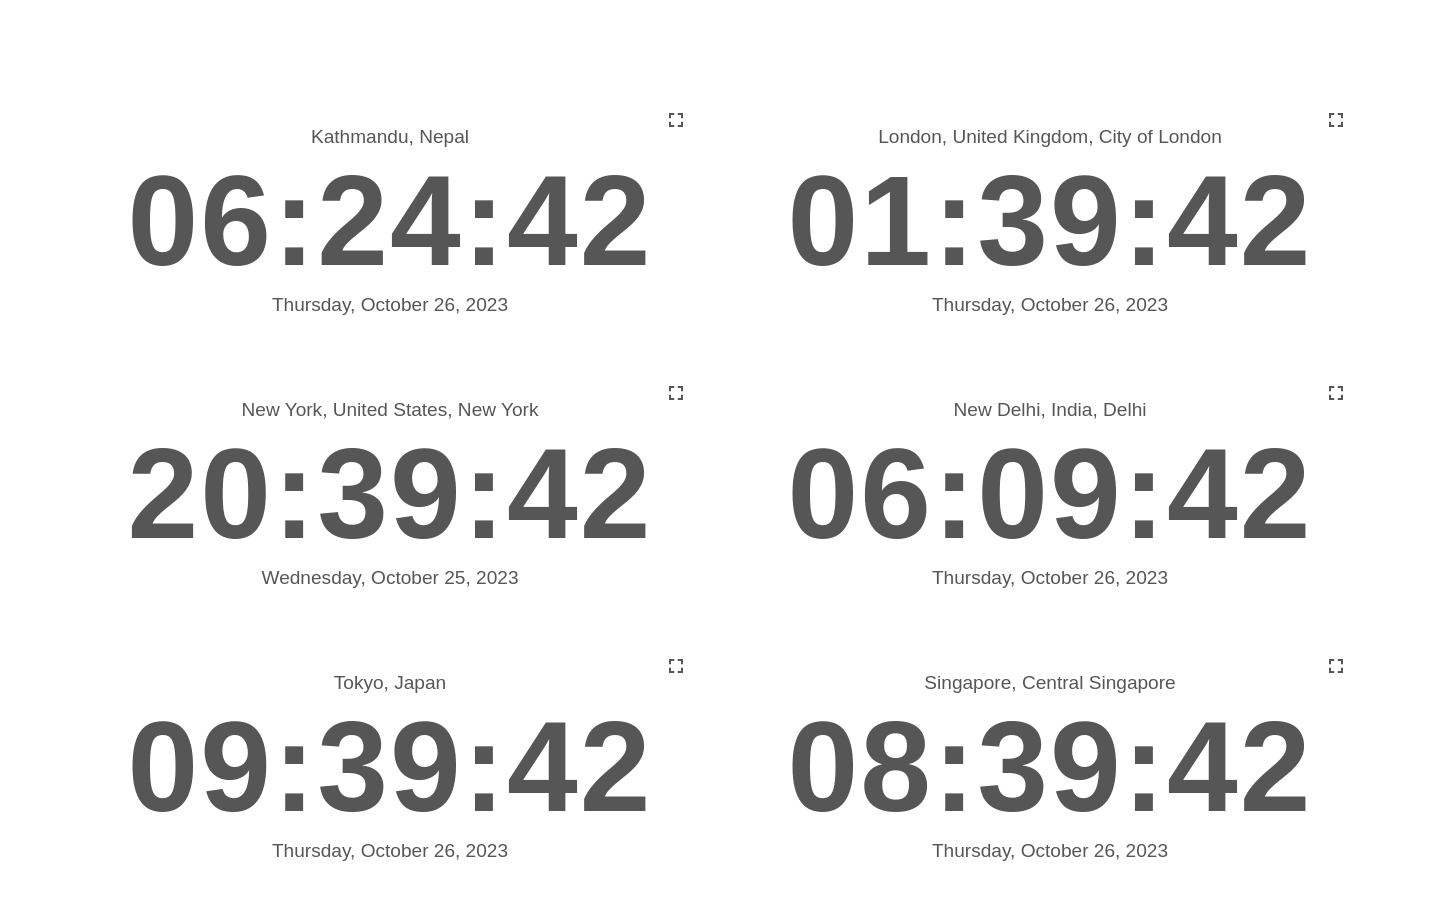 Kathmandu, Nepal
06:24:42
Thursday, October 26, 2023
London, United Kingdom, City of London
01:39:42
Thursday, October 26, 2023
New York, United States, New York
20:39:42
Wednesday, October 25, 2023
New Delhi, India, Delhi
06:09:42
Thursday, October 26, 2023
Tokyo, Japan
09:39:42
Thursday, October 26, 2023
Singapore, Central Singapore
08:39:42
Thursday, October 26, 2023